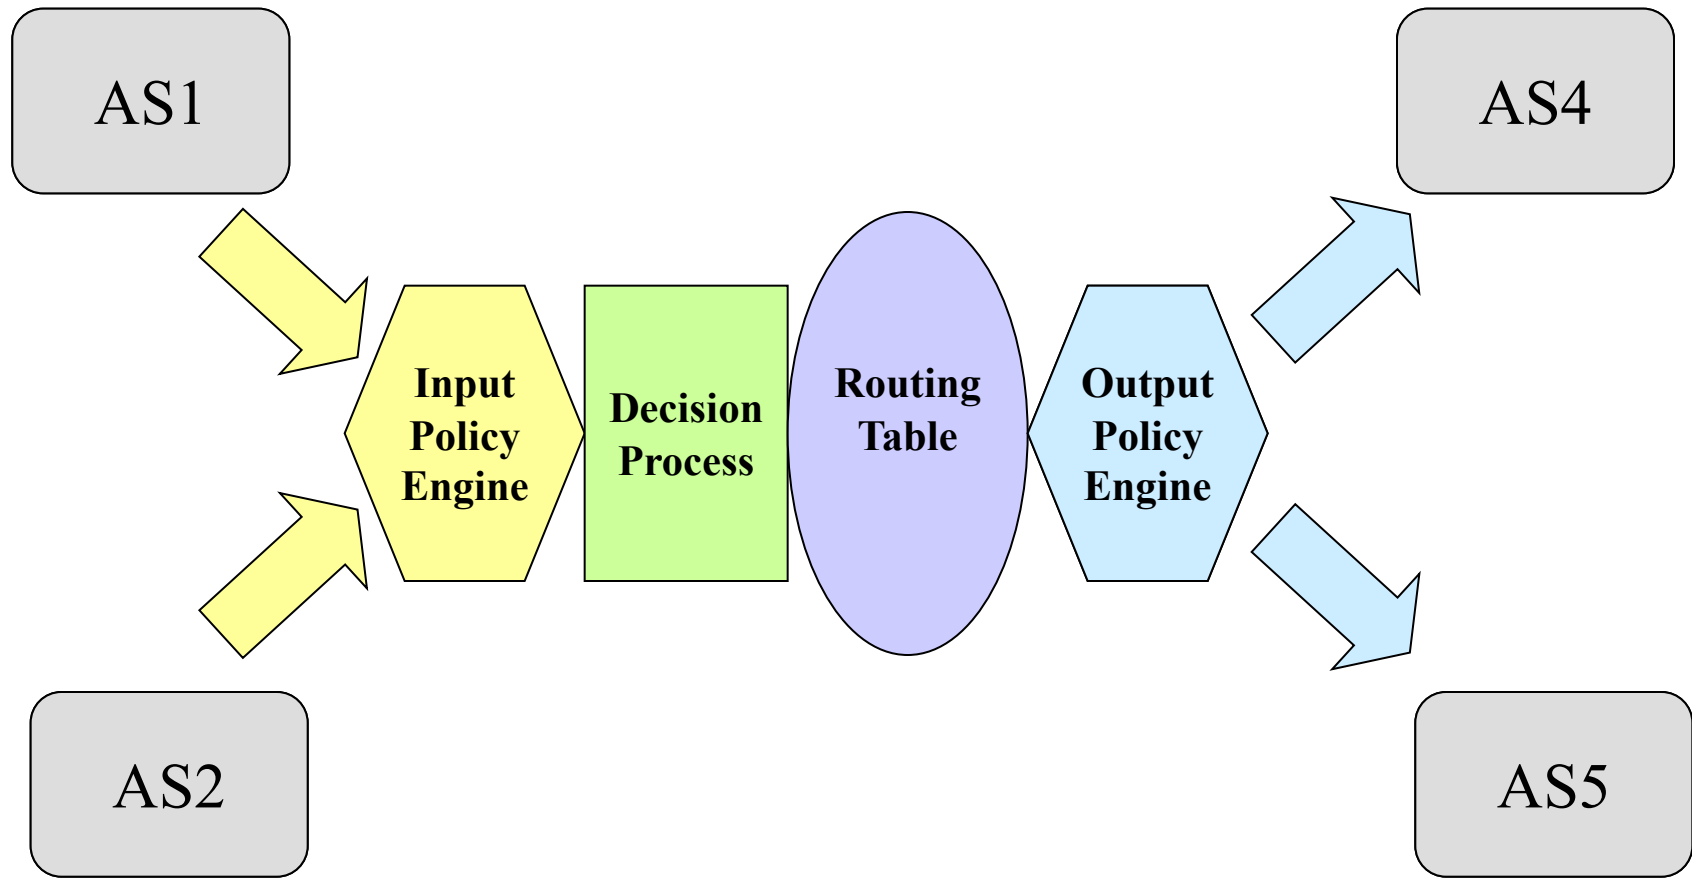 AS1
AS4
Input
Policy
Engine
Decision
Process
Routing
Table
Output
Policy
Engine
AS2
AS5